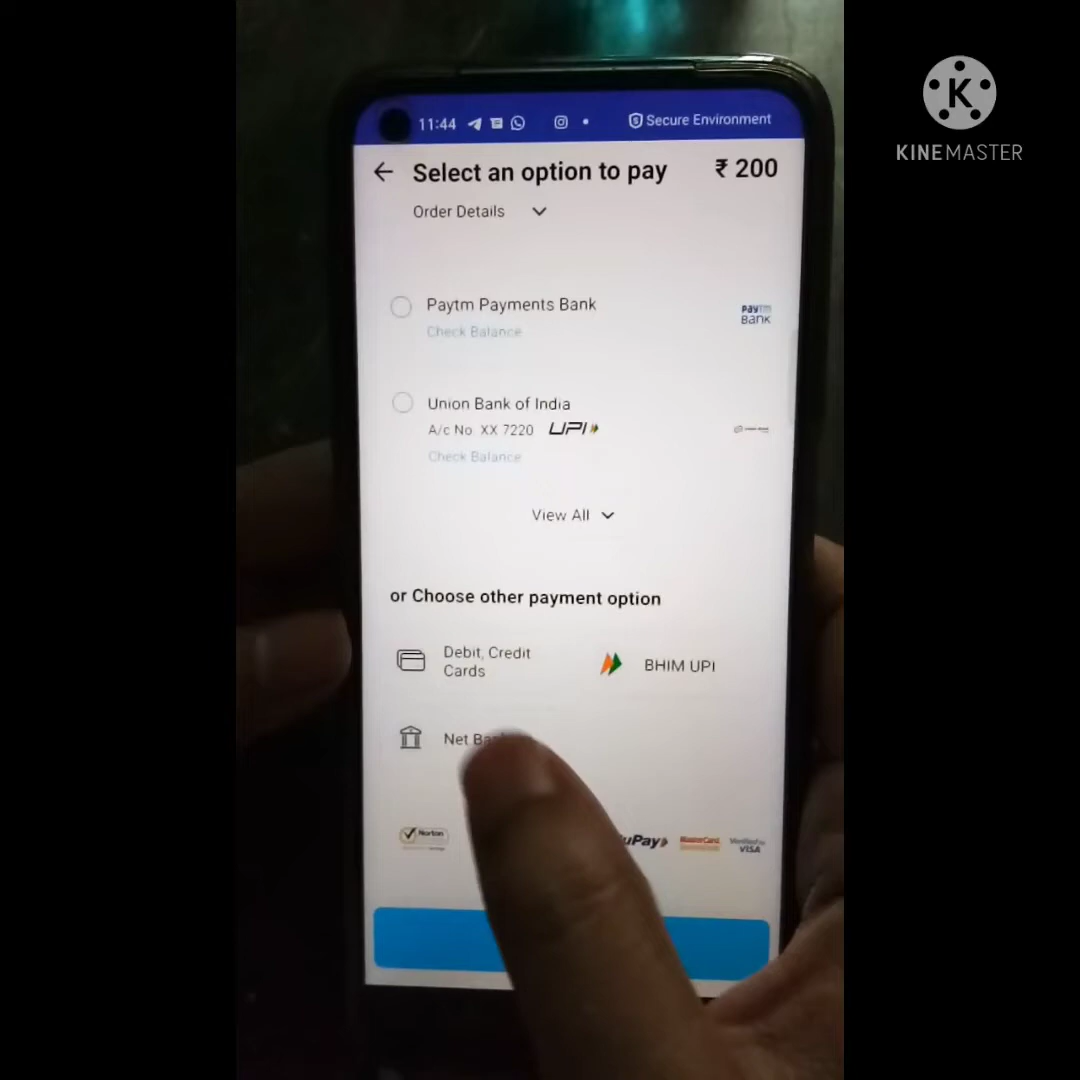 K
KINEMASTER
11:44
Secure Environment
Select an option to pay ₹ 200
Order Details
Paytm Payments Bank
Check Balance
Paytm
Bank
Union Bank of India
A/c No XX 7220 UPI
Check Balance
View All
or Choose other payment option
Debit, Credit
Cards
BHIM UPI
Net
Norton
uPay
MasterCard
Verified by
VISA